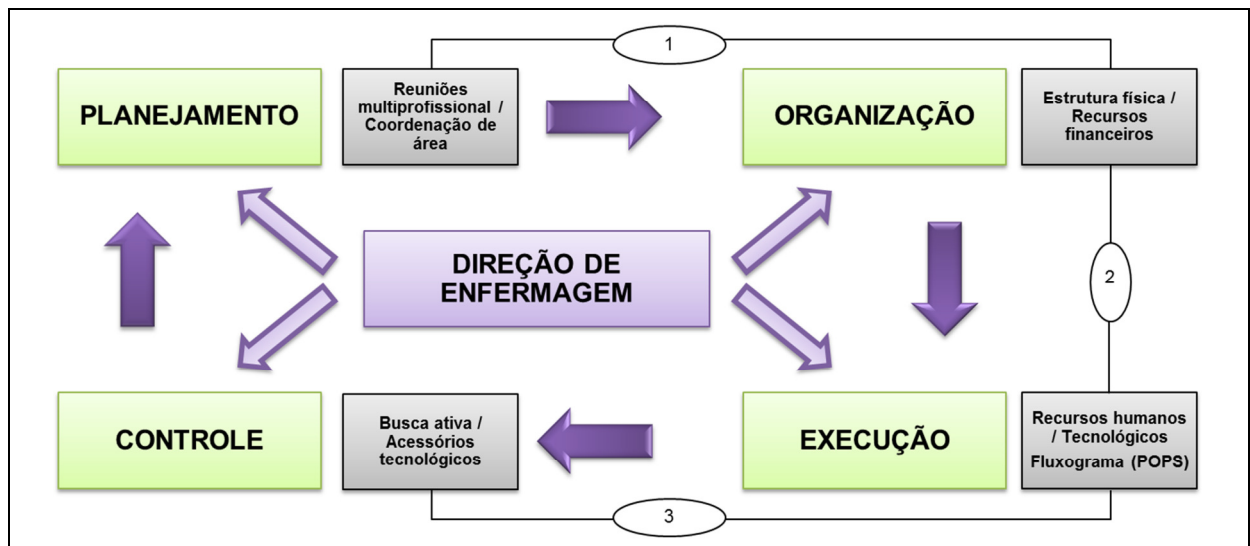 1
PLANEJAMENTO
Reuniões
multiprofissional /
Coordenação de
área
ORGANIZAÇÃO
Estrutura física /
Recursos
financeiros
DIREÇÃO DE
ENFERMAGEM
2
CONTROLE
Busca ativa /
Acessórios
tecnológicos
EXECUÇÃO
Recursos humanos
/ Tecnológicos
Fluxograma (POPS)
3